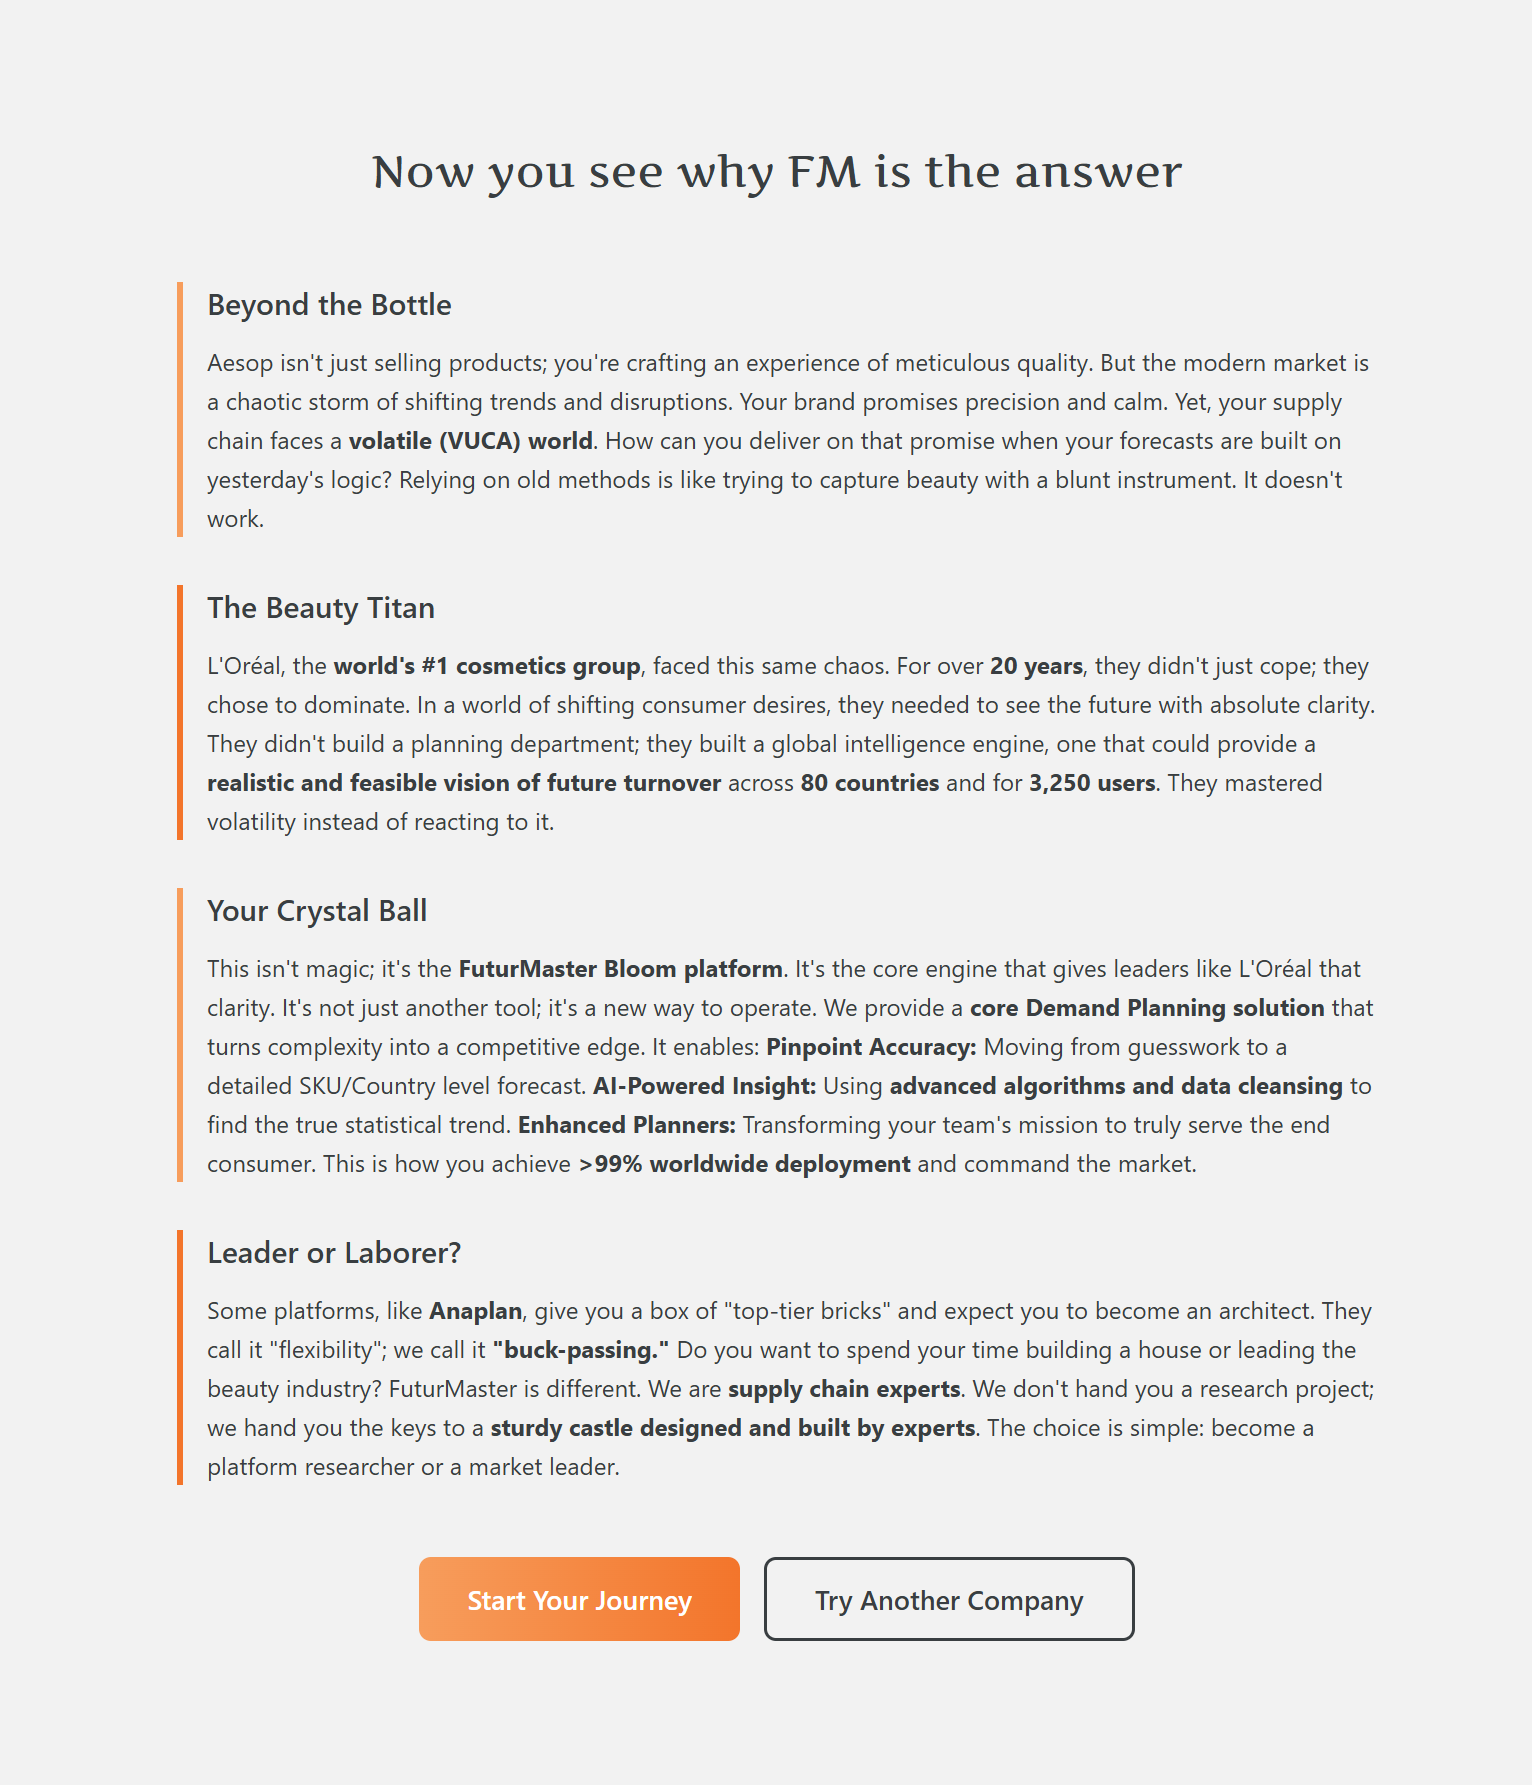 Now you see why FM is the answer
Beyond the Bottle
Aesop isn't just selling products; you're crafting an experience of meticulous quality. But the modern market is
a chaotic storm of shifting trends and disruptions. Your brand promises precision and calm. Yet, your supply
chain faces a volatile (VUCA) world. How can you deliver on that promise when your forecasts are built on
yesterday's logic? Relying on old methods is like trying to capture beauty with a blunt instrument. It doesn't
work.
The Beauty Titan
L'Oréal, the world's #1 cosmetics group, faced this same chaos. For over 20 years, they didn't just cope; they
chose to dominate. In a world of shifting consumer desires, they needed to see the future with absolute clarity.
They didn't build a planning department; they built a global intelligence engine, one that could provide a
realistic and feasible vision of future turnover across 80 countries and for 3,250 users. They mastered
volatility instead of reacting to it.
Your Crystal Ball
This isn't magic; it's the FuturMaster Bloom platform. It's the core engine that gives leaders like L'Oréal that
clarity. It's not just another tool; it's a new way to operate. We provide a core Demand Planning solution that
turns complexity into a competitive edge. It enables: Pinpoint Accuracy: Moving from guesswork to a
detailed SKU/Country level forecast. AI-Powered Insight: Using advanced algorithms and data cleansing to
find the true statistical trend. Enhanced Planners: Transforming your team's mission to truly serve the end
consumer. This is how you achieve >99% worldwide deployment and command the market.
Leader or Laborer?
Some platforms, like Anaplan, give you a box of "top-tier bricks" and expect you to become an architect. They
call it "flexibility"; we call it "buck-passing." Do you want to spend your time building a house or leading the
beauty industry? FuturMaster is different. We are supply chain experts. We don't hand you a research project;
we hand you the keys to a sturdy castle designed and built by experts. The choice is simple: become a
platform researcher or a market leader.
Start Your Journey
Try Another Company